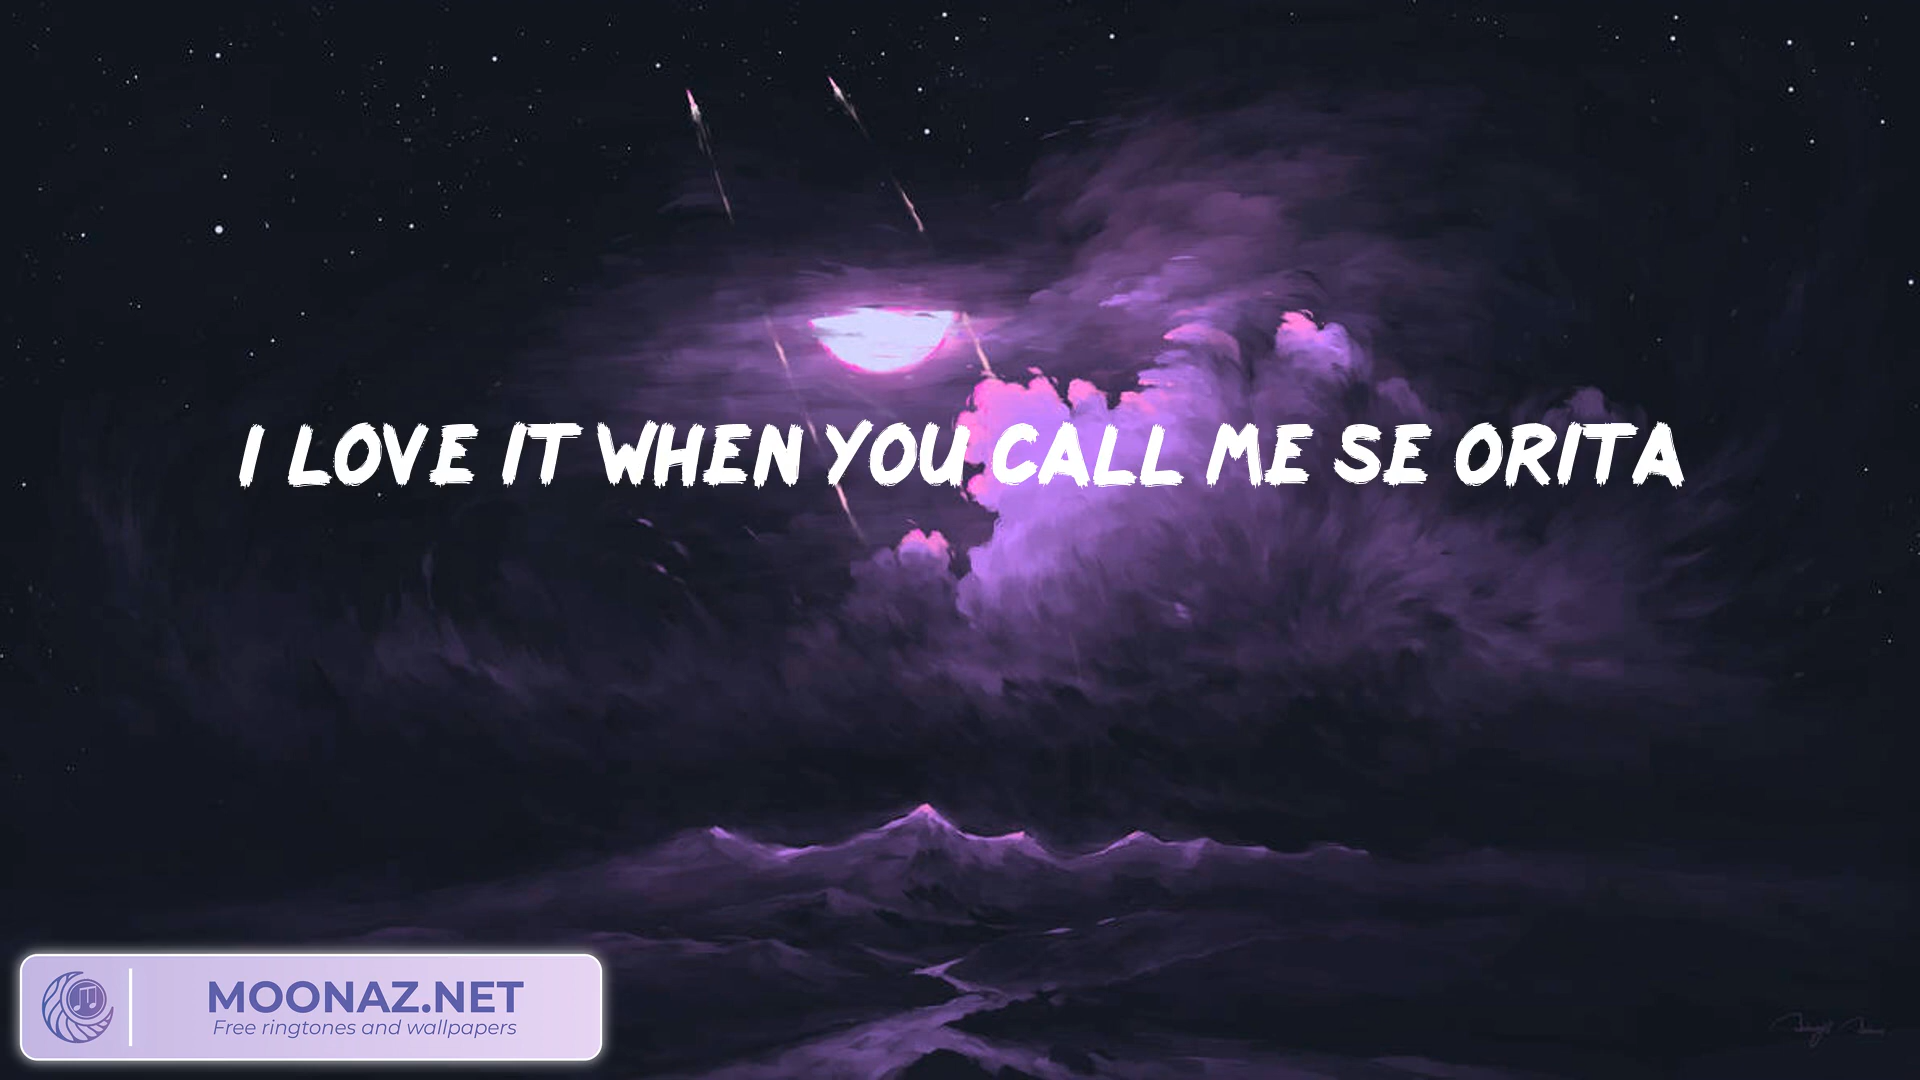 I LOVE IT WHEN YOU CALL ME SE ORITA
MOONAZ.NET
Free ringtones and wallpapers